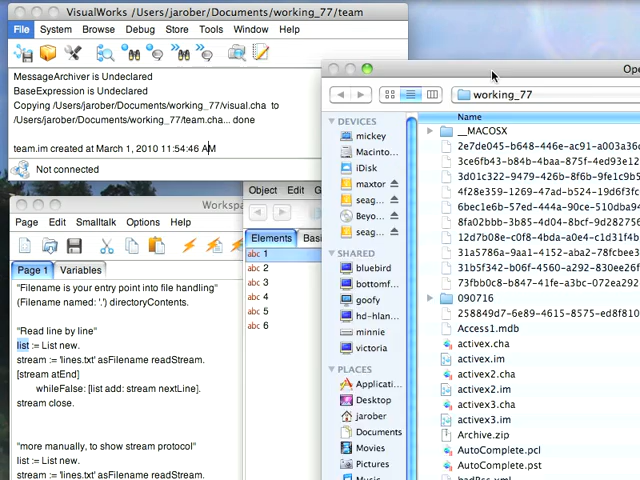 VisualWorks /Users/jarober/Documents/working_77/team
File System Browse Debug Store Tools Window Help
MessageArchiver is Undeclared
BaseExpression is Undeclared
Copying /Users/jarober/Documents/working_77/visual.cha to
/Users/jarober/Documents/working_77/team.cha... done
team.im created at March 1, 2010 11:54:46 AM
Not connected
Page Edit Smalltalk Options Help
Page 1 Variables
"Filename is your entry point into file handling"
(Filename named: '.') directoryContents.
"Read line by line"
list := List new.
stream := 'lines.txt' asFilename readStream.
[stream atEnd]
whileFalse: [list add: stream nextLine].
stream close.
"more manually, to show stream protocol"
list := List new.
stream := 'lines.txt' asFilename readStream.
Object Edit
Elements
abc 1
abc 2
abc 3
abc 4
abc 5
abc 6
working_77
DEVICES
mickey
Macinto...
iDisk
maxtor
seag...
Beyo...
seag...
SHARED
bluebird
bottomf...
goofy
hd-hlan...
minnie
victoria
PLACES
Applicati...
Desktop
jarober
Documents
Movies
Pictures
Name
__MACOSX
2e7de045-b648-446e-ac91-a003a36
3ce6fb43-b84b-4baa-875f-4ed93e12
3d01c322-9479-426b-8f6b-9fe1c9b5
4f28e359-1269-47ad-b524-19d6f3fc
6bec1e6b-57ed-444a-90ce-510dba94
8fa02bbb-3b85-4d04-8bcf-9d282756
12d7b08e-c0f8-4bda-a0e4-c1d31f4b
31a5786a-9aa1-4152-aba2-78fcbee3
31b5f342-b06f-4560-a292-830ee26f
73fbb0c8-b847-41fe-a3bc-072ea292
090716
258849d7-6e89-4615-8575-ed8f810
Access1.mdb
activex.cha
activex.im
activex2.cha
activex2.im
activex3.cha
activex3.im
Archive.zip
AutoComplete.pcl
AutoComplete.pst